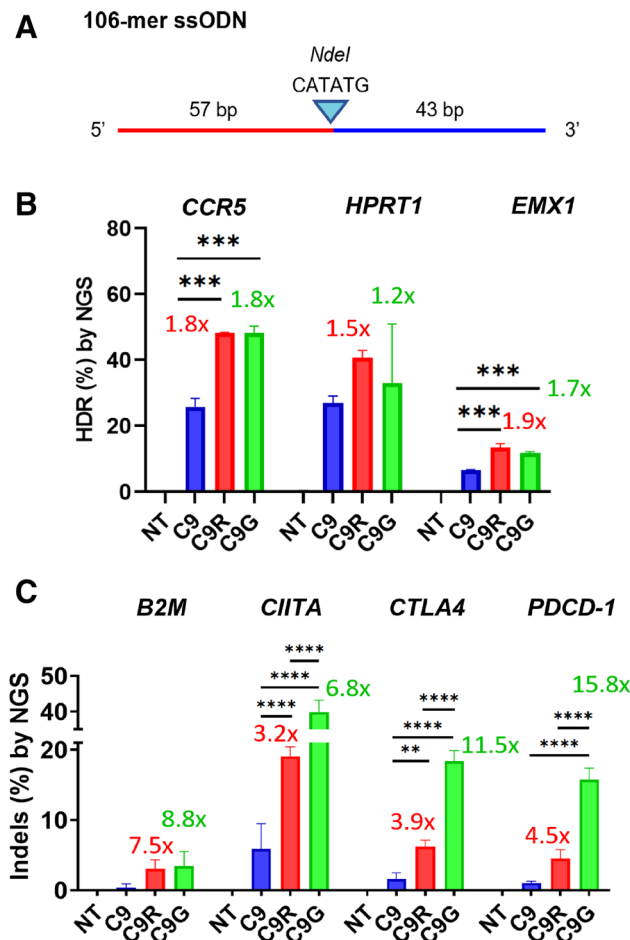 A 106-mer ssODN
NdeI
CATATG
57 bp 43 bp
5’ 3’
B CCR5 HPRT1 EMX1
HDR (%) by NGS
80
60
40
20
0
***
***
1.8x
1.8x
1.5x
1.2x
***
***
1.9x
1.7x
NT C9 C9R C9G NT C9 C9R C9G NT C9 C9R C9G
C
B2M CIITA CTLA4 PDCD-1
Indels (%) by NGS
50
40
20
10
0
7.5x
8.8x
****
****
****
3.2x
6.8x
****
****
**
3.9x
11.5x
15.8x
****
****
4.5x
NT C9 C9R C9G NT C9 C9R C9G NT C9 C9R C9G NT C9 C9R C9G